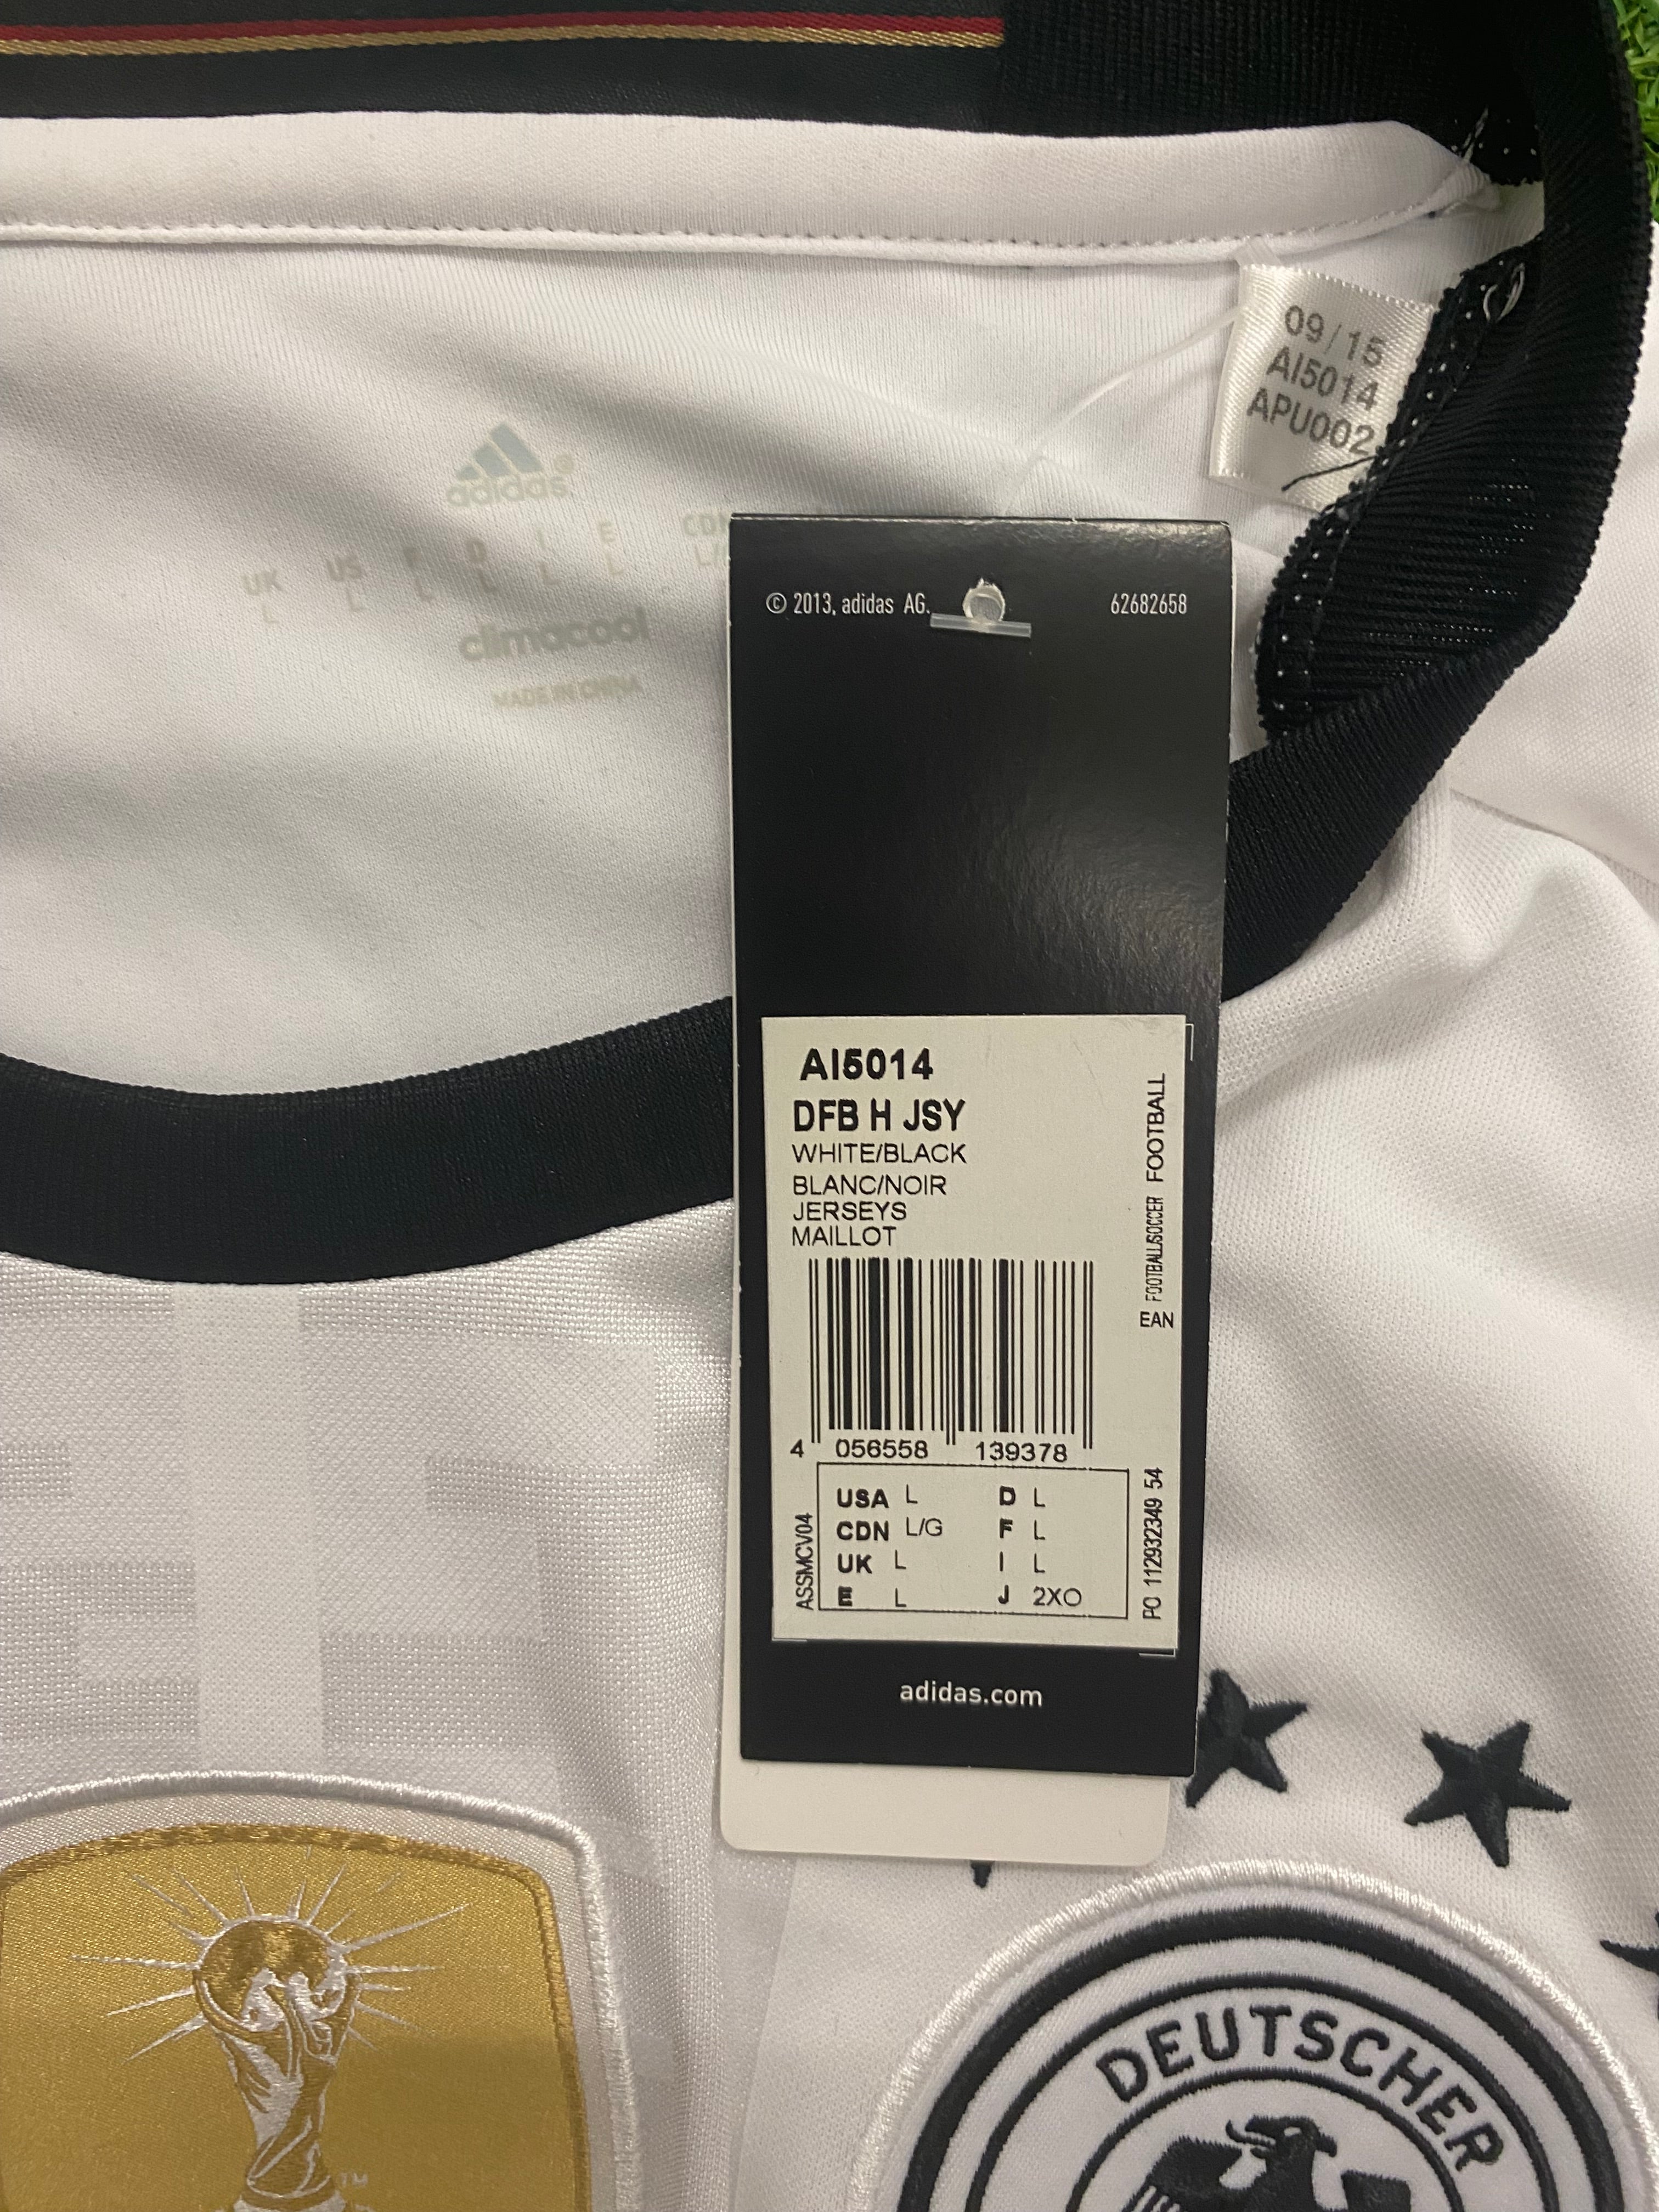 09/15
AI5014
APU002
adidas®
UK US F D I E CDN
L L L L L L L/
climacool
MADE IN CHINA
© 2013, adidas AG. 62682658
AI5014
DFB H JSY
WHITE/BLACK
BLANC/NOIR
JERSEYS
MAILLOT
FOOTBALL/SOCCER FOOTBALL
EAN
4 056558 139378
USA L D L
CDN L/G F L
UK L I L
E L J 2XO
ASSMCV04
PO 112932349 54
adidas.com
DEUTSCHER
TM